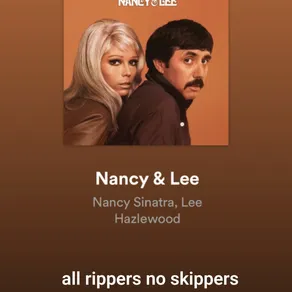 NANCY & LEE
Nancy & Lee
Nancy Sinatra, Lee
Hazlewood
all rippers no skippers